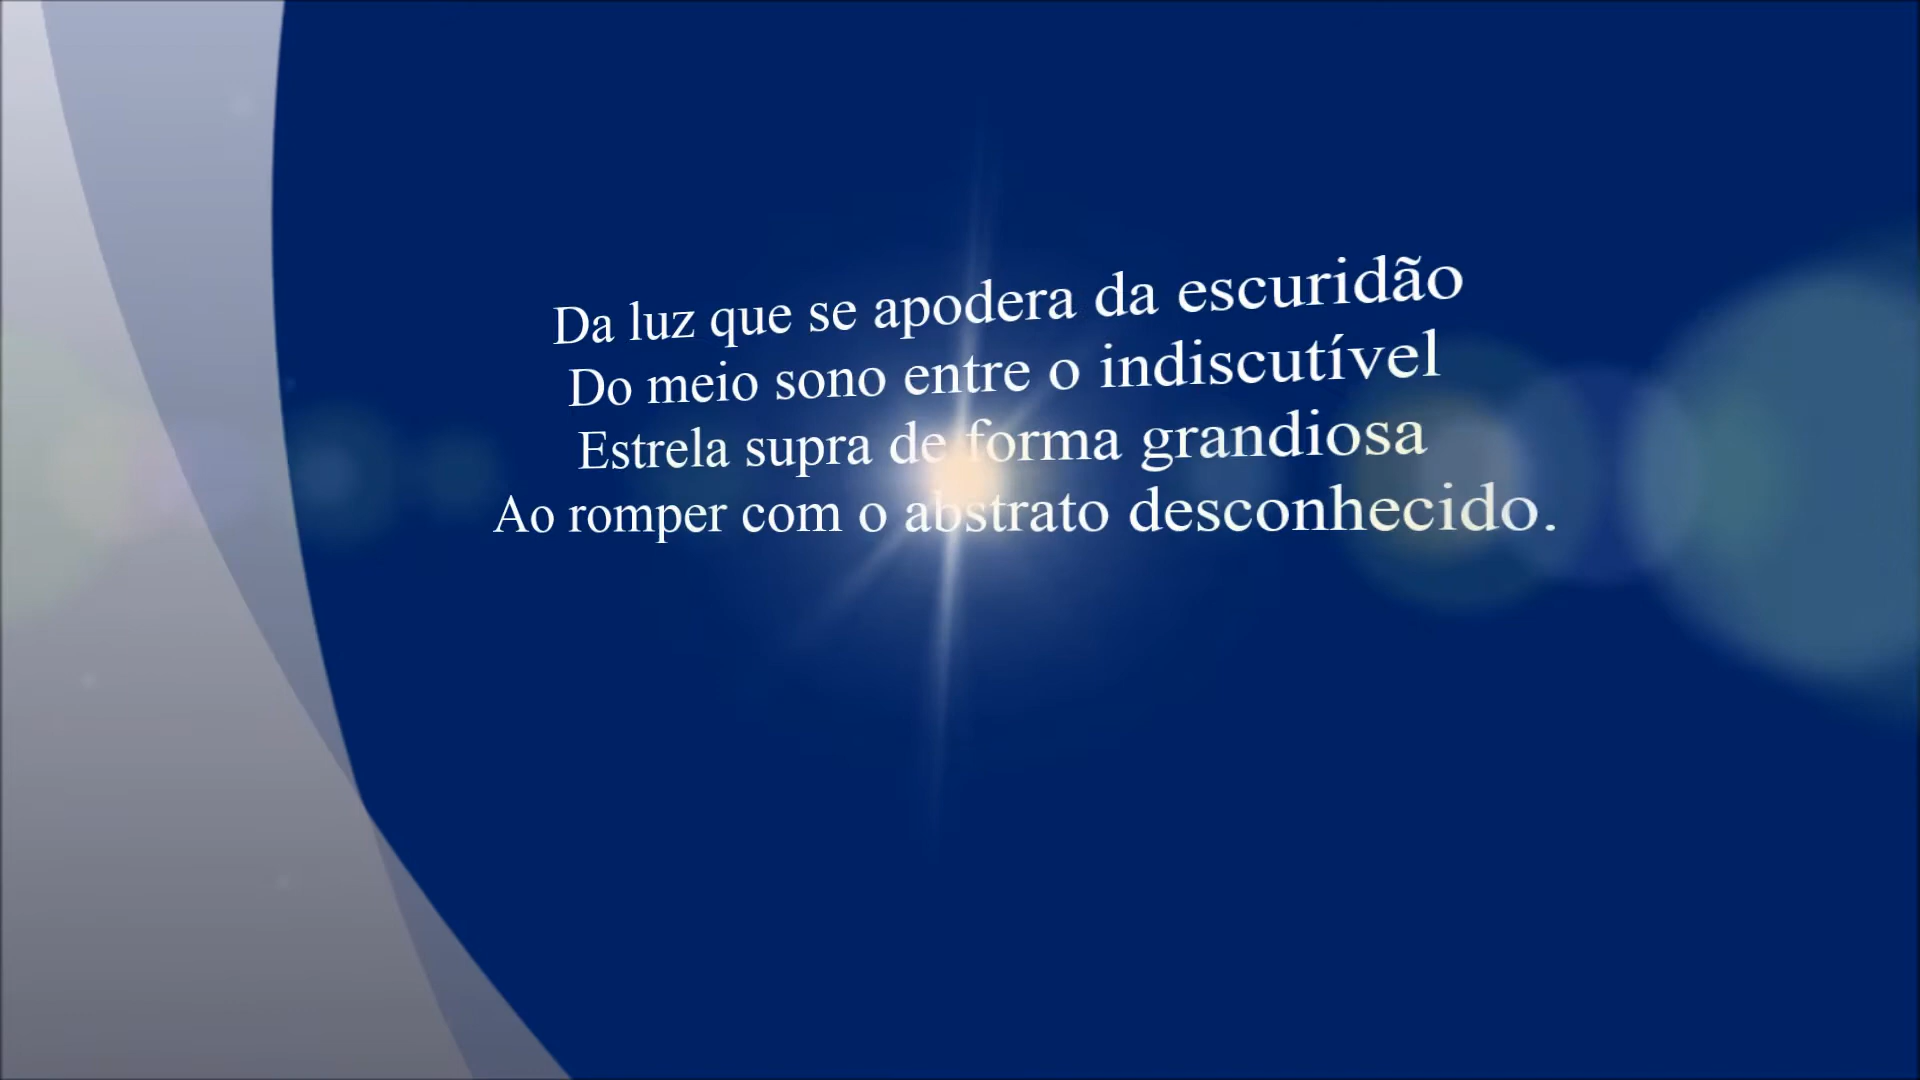 Da luz que se apodera da escuridão
Do meio sono entre o indiscutível
Estrela supra de forma grandiosa
Ao romper com o abstrato desconhecido.